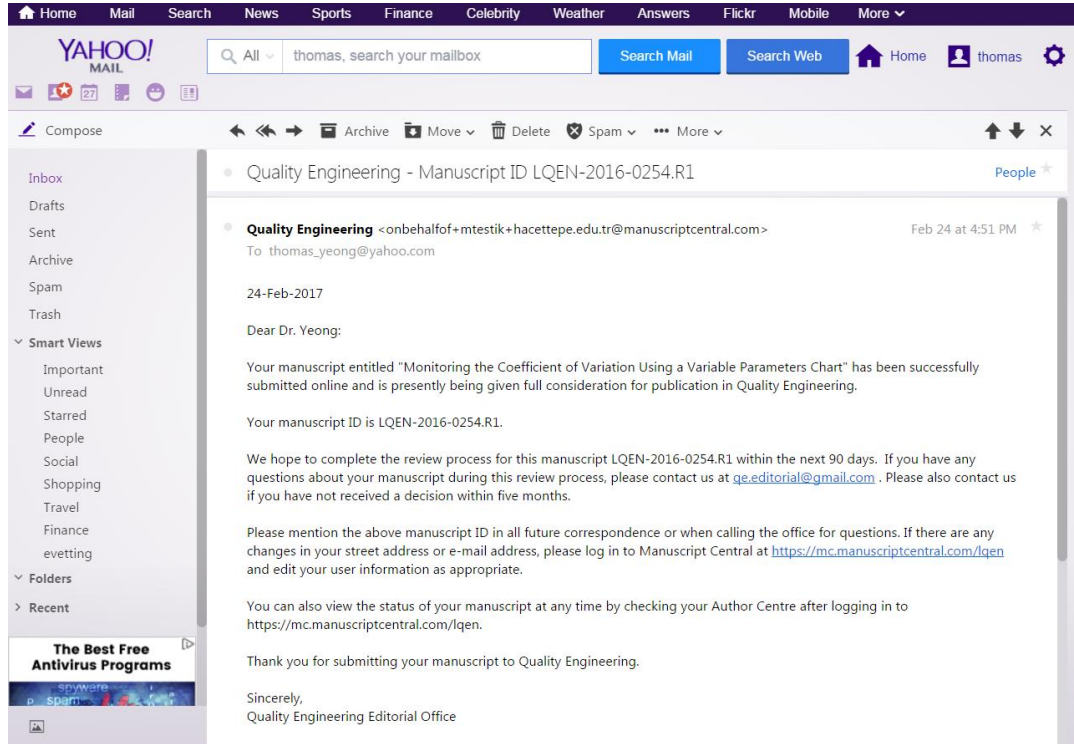 Home Mail Search News Sports Finance Celebrity Weather Answers Flickr Mobile More
YAHOO!
MAIL
All thomas, search your mailbox Search Mail Search Web Home thomas
27
Compose Archive Move Delete Spam More
Quality Engineering - Manuscript ID LQEN-2016-0254.R1 People
Inbox
Drafts
Sent
Archive
Spam
Trash
Smart Views
Important
Unread
Starred
People
Social
Shopping
Travel
Finance
evetting
Folders
Recent
The Best Free
Antivirus Programs
spyware
spam
Quality Engineering <onbehalfof+mtestik+hacettepe.edu.tr@manuscriptcentral.com> Feb 24 at 4:51 PM
To thomas_yeong@yahoo.com
24-Feb-2017
Dear Dr. Yeong:
Your manuscript entitled "Monitoring the Coefficient of Variation Using a Variable Parameters Chart" has been successfully
submitted online and is presently being given full consideration for publication in Quality Engineering.
Your manuscript ID is LQEN-2016-0254.R1.
We hope to complete the review process for this manuscript LQEN-2016-0254.R1 within the next 90 days. If you have any
questions about your manuscript during this review process, please contact us at qe.editorial@gmail.com . Please also contact us
if you have not received a decision within five months.
Please mention the above manuscript ID in all future correspondence or when calling the office for questions. If there are any
changes in your street address or e-mail address, please log in to Manuscript Central at https://mc.manuscriptcentral.com/lqen
and edit your user information as appropriate.
You can also view the status of your manuscript at any time by checking your Author Centre after logging in to
https://mc.manuscriptcentral.com/lqen.
Thank you for submitting your manuscript to Quality Engineering.
Sincerely,
Quality Engineering Editorial Office